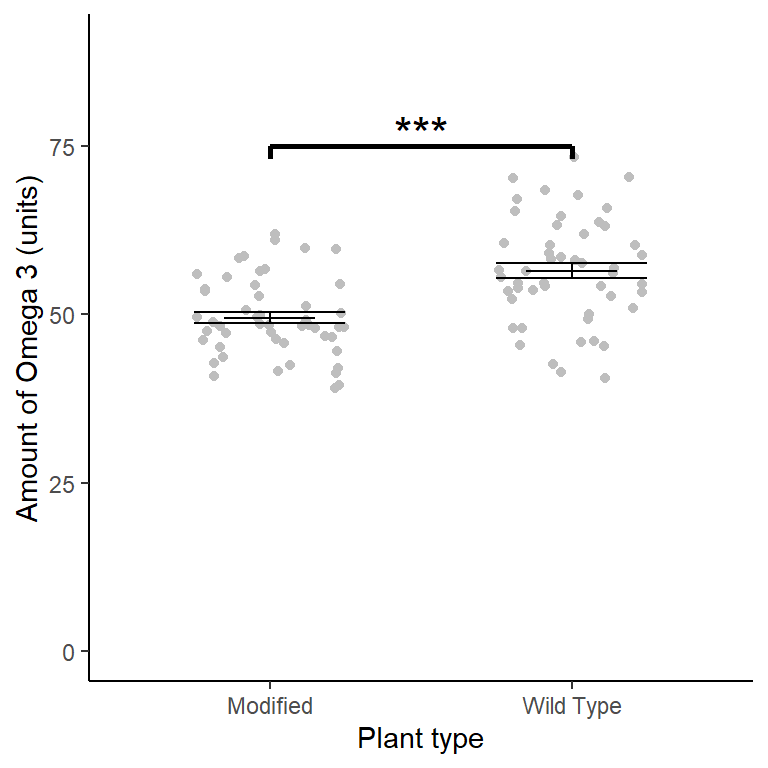 ***
75
50
25
0
Amount of Omega 3 (units)
Modified
Wild Type
Plant type